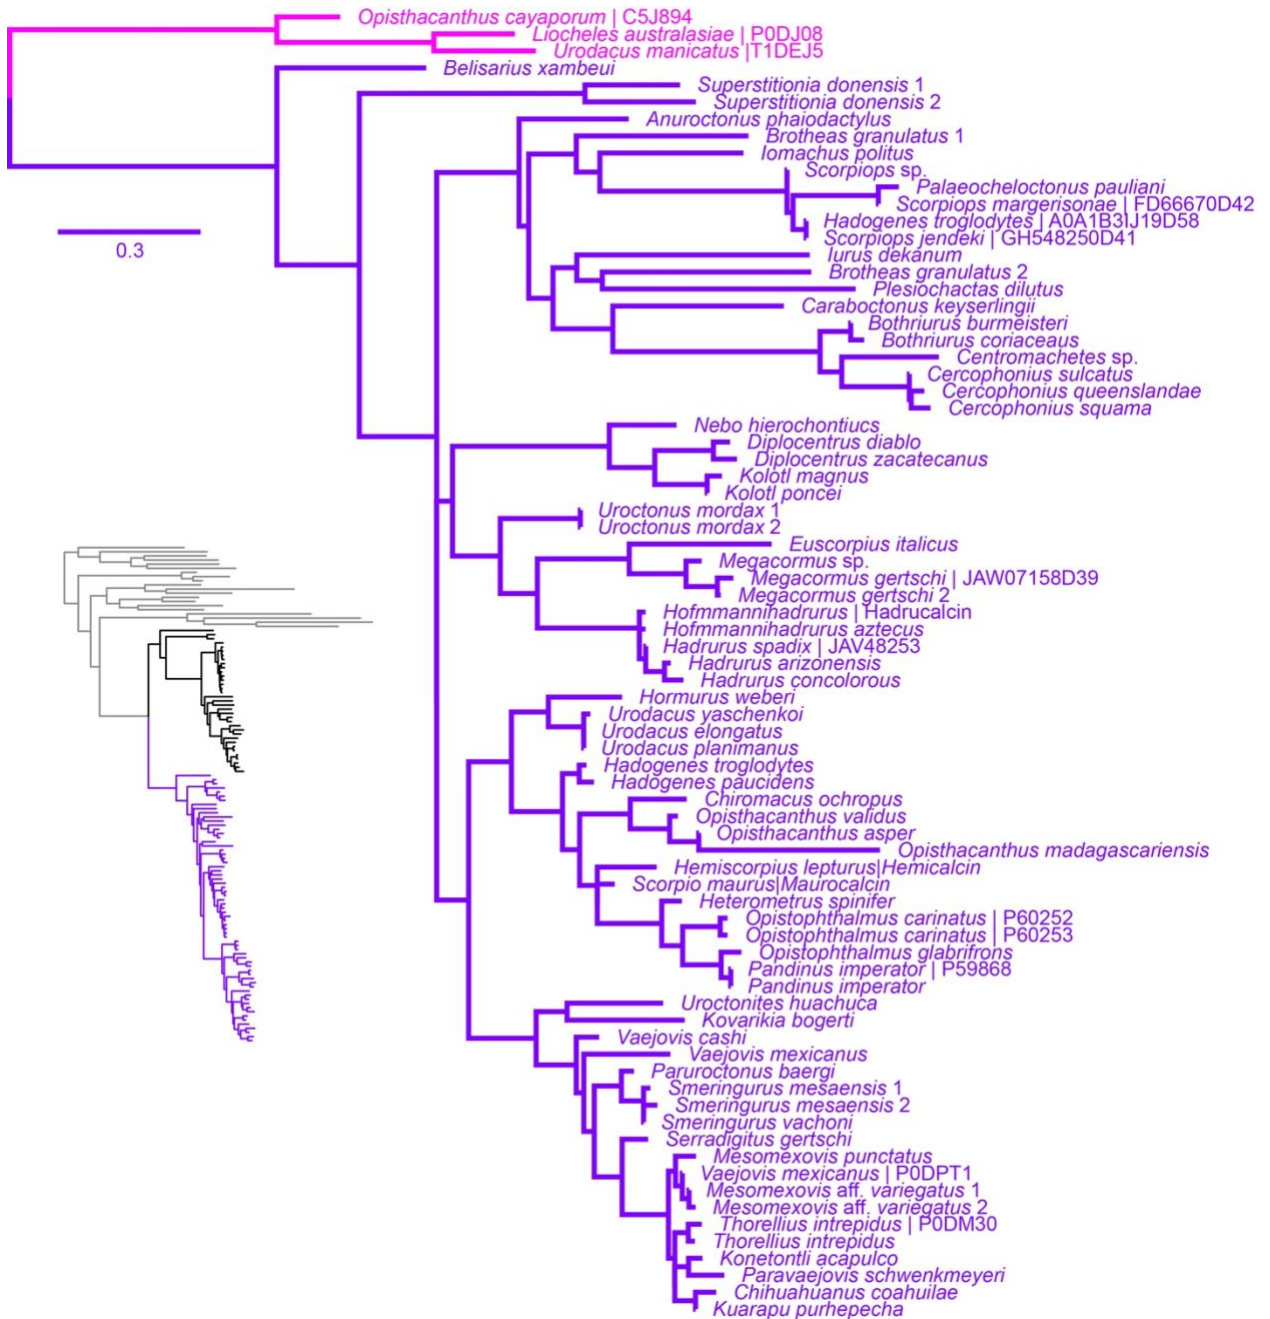 Opisthacanthus cayaporum | C5J894
Liocheles australasiae | P0DJ08
Urodacus manicatus |T1DEJ5
Belisarius xambeui
Superstitionia donensis 1
Superstitionia donensis 2
Anuroctonus phaiodactylus
Brotheas granulatus 1
Iomachus politus
Scorpiops sp.
Palaeocheloctonus pauliani
Scorpiops margerisonae | FD66670D42
Hadogenes troglodytes | A0A1B3IJ19D58
Scorpiops jendeki | GH548250D41
0.3
Iurus dekanum
Brotheas granulatus 2
Plesiochactas dilutus
Caraboctonus keyserlingii
Bothriurus burmeisteri
Bothriurus coriaceaus
Centromachetes sp.
Cercophonius sulcatus
Cercophonius queenslandae
Cercophonius squama
Nebo hierochontiucs
Diplocentrus diablo
Diplocentrus zacatecanus
Kolotl magnus
Kolotl poncei
Uroctonus mordax 1
Uroctonus mordax 2
Euscorpius italicus
Megacormus sp.
Megacormus gertschi | JAW07158D39
Megacormus gertschi 2
Hofmmannihadrurus | Hadrucalcin
Hofmmannihadrurus aztecus
Hadrurus spadix | JAV48253
Hadrurus arizonensis
Hadrurus concolorous
Hormurus weberi
Urodacus yaschenkoi
Urodacus elongatus
Urodacus planimanus
Hadogenes troglodytes
Hadogenes paucidens
Chiromacus ochropus
Opisthacanthus validus
Opisthacanthus asper
Opisthacanthus madagascariensis
Hemiscorpius lepturus|Hemicalcin
Scorpio maurus|Maurocalcin
Heterometrus spinifer
Opistophthalmus carinatus | P60252
Opistophthalmus carinatus | P60253
Opistophthalmus glabrifrons
Pandinus imperator | P59868
Pandinus imperator
Uroctonites huachuca
Kovarikia bogerti
Vaejovis cashi
Vaejovis mexicanus
Paruroctonus baergi
Smeringurus mesaensis 1
Smeringurus mesaensis 2
Smeringurus vachoni
Serradigitus gertschi
Mesomexovis punctatus
Vaejovis mexicanus | P0DPT1
Mesomexovis aff. variegatus 1
Mesomexovis aff. variegatus 2
Thorellius intrepidus | P0DM30
Thorellius intrepidus
Konetontli acapulco
Paravaejovis schwenkmeyeri
Chihuahuanus coahuilae
Kuarapu purhepecha